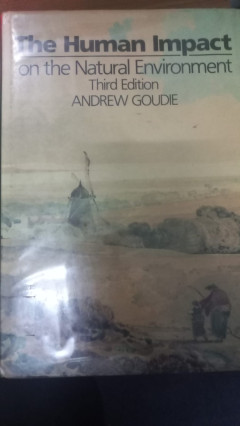 The Human Impact
on the Natural Environment
Third Edition
ANDREW GOUDIE